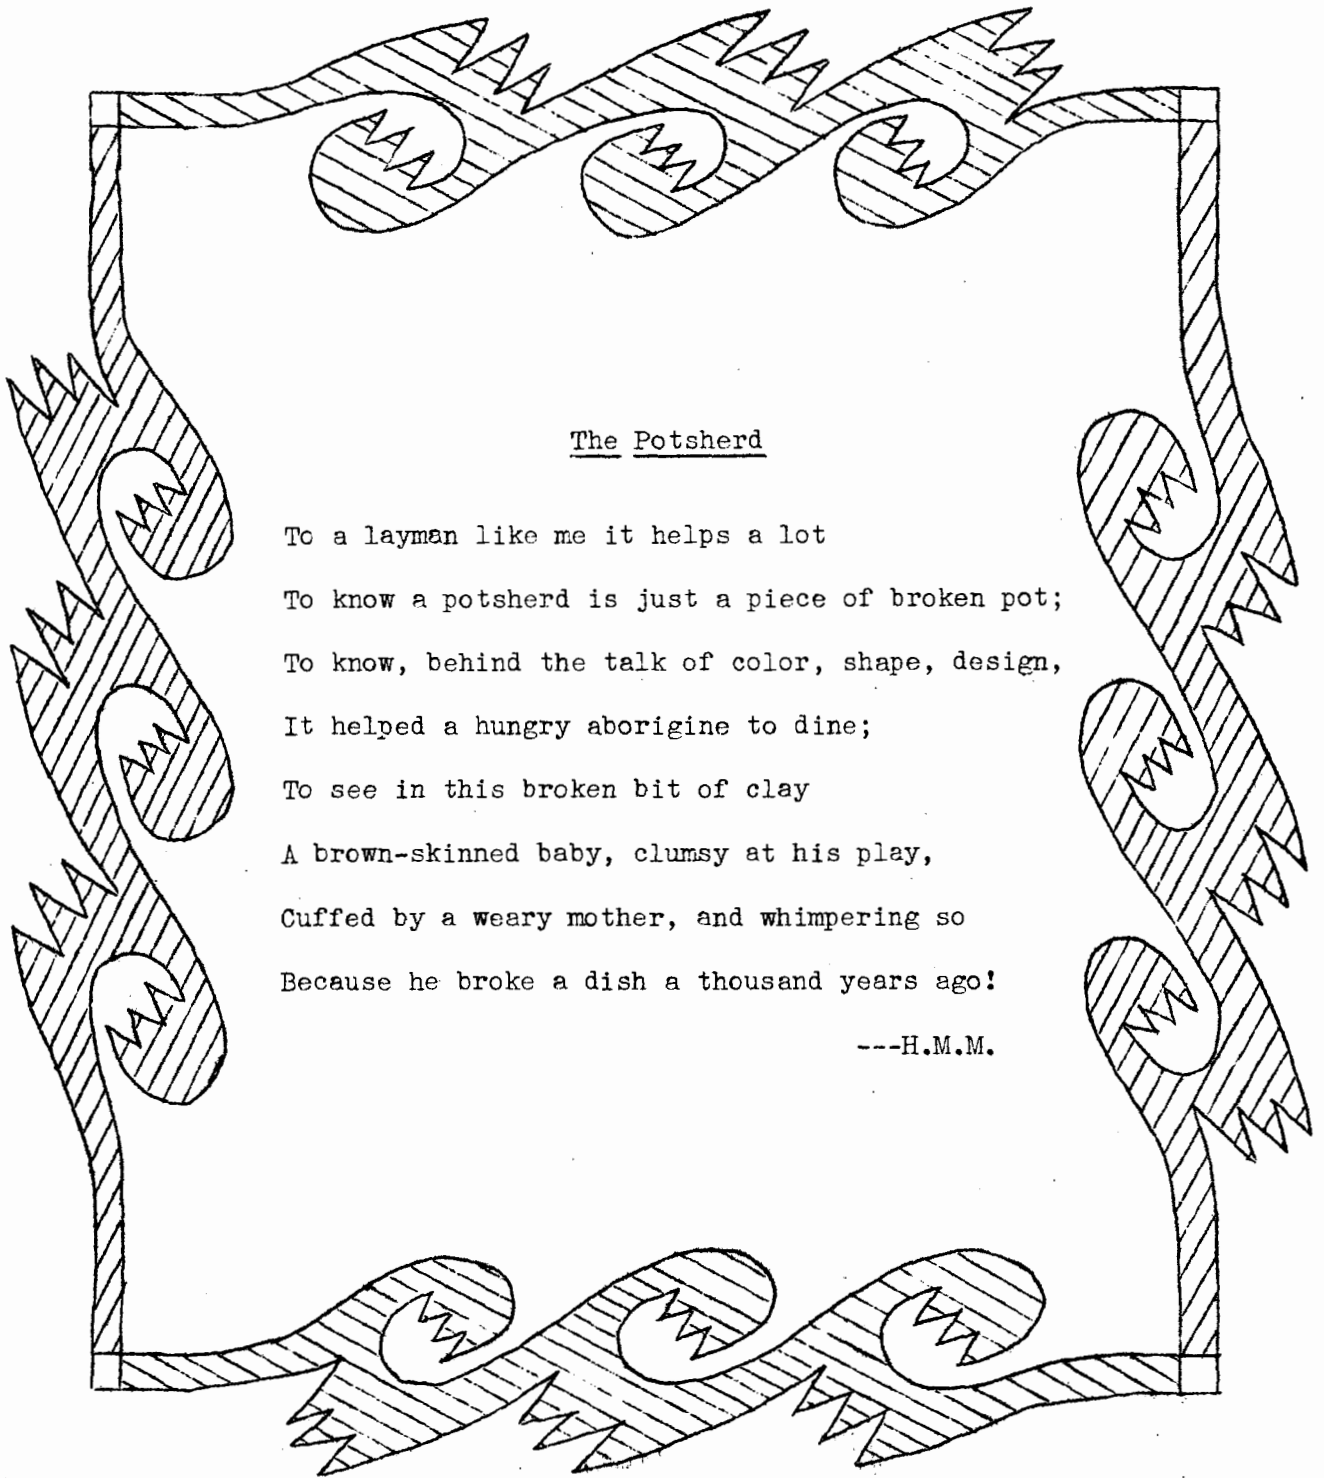 The Potsherd
To a layman like me it helps a lot
To know a potsherd is just a piece of broken pot;
To know, behind the talk of color, shape, design,
It helped a hungry aborigine to dine;
To see in this broken bit of clay
A brown-skinned baby, clumsy at his play,
Cuffed by a weary mother, and whimpering so
Because he broke a dish a thousand years ago!
---H.M.M.